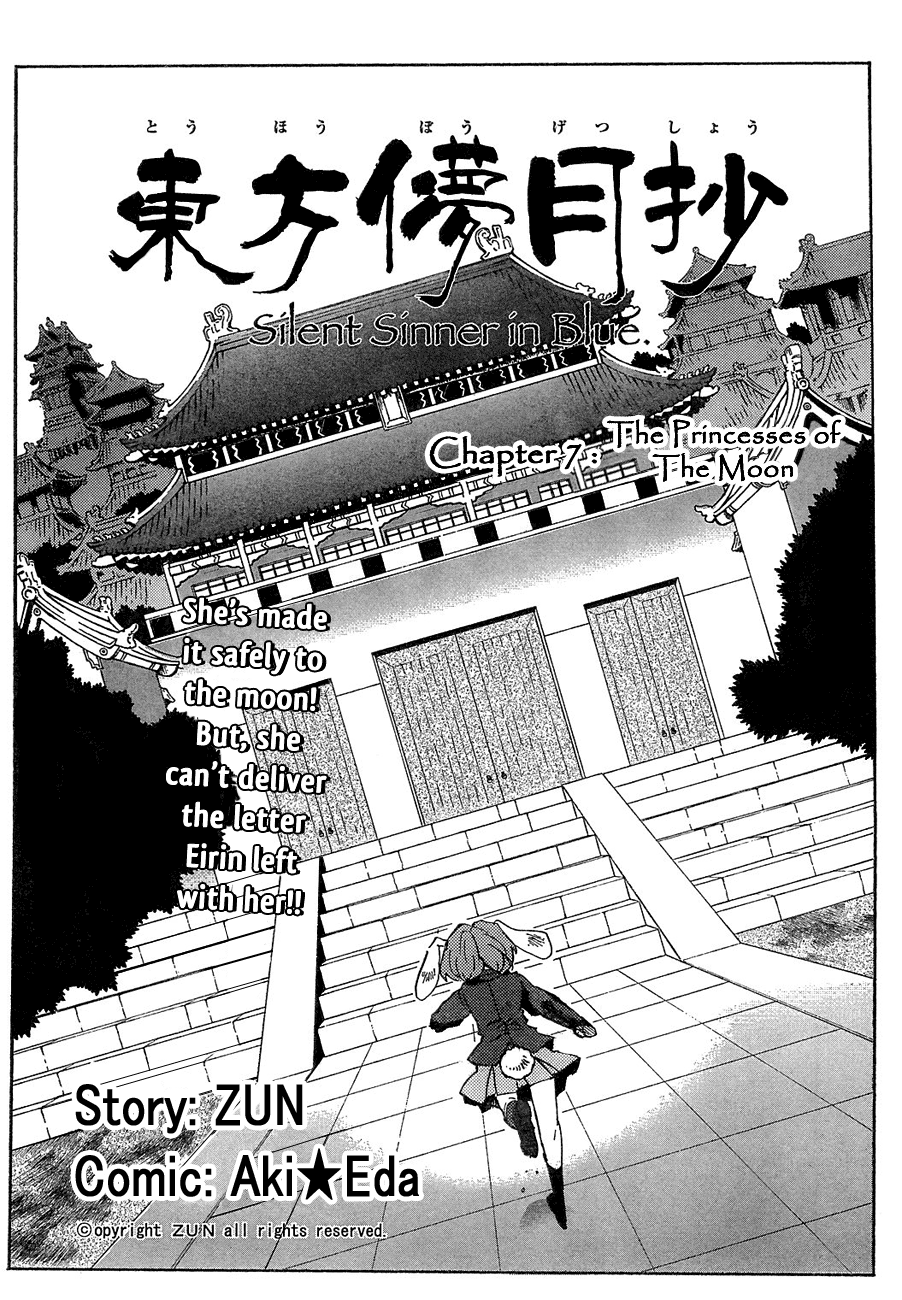 とう ほう ぼう げつ しょう
東方儚月抄
Silent Sinner in Blue.
Chapter 7 : The Princesses of
The Moon
She's made
it safely to
the moon!
But, she
can't deliver
the letter
Eirin left
with her!!
Story: ZUN
Comic: Aki★Eda
©opyright ZUN all rights reserved.